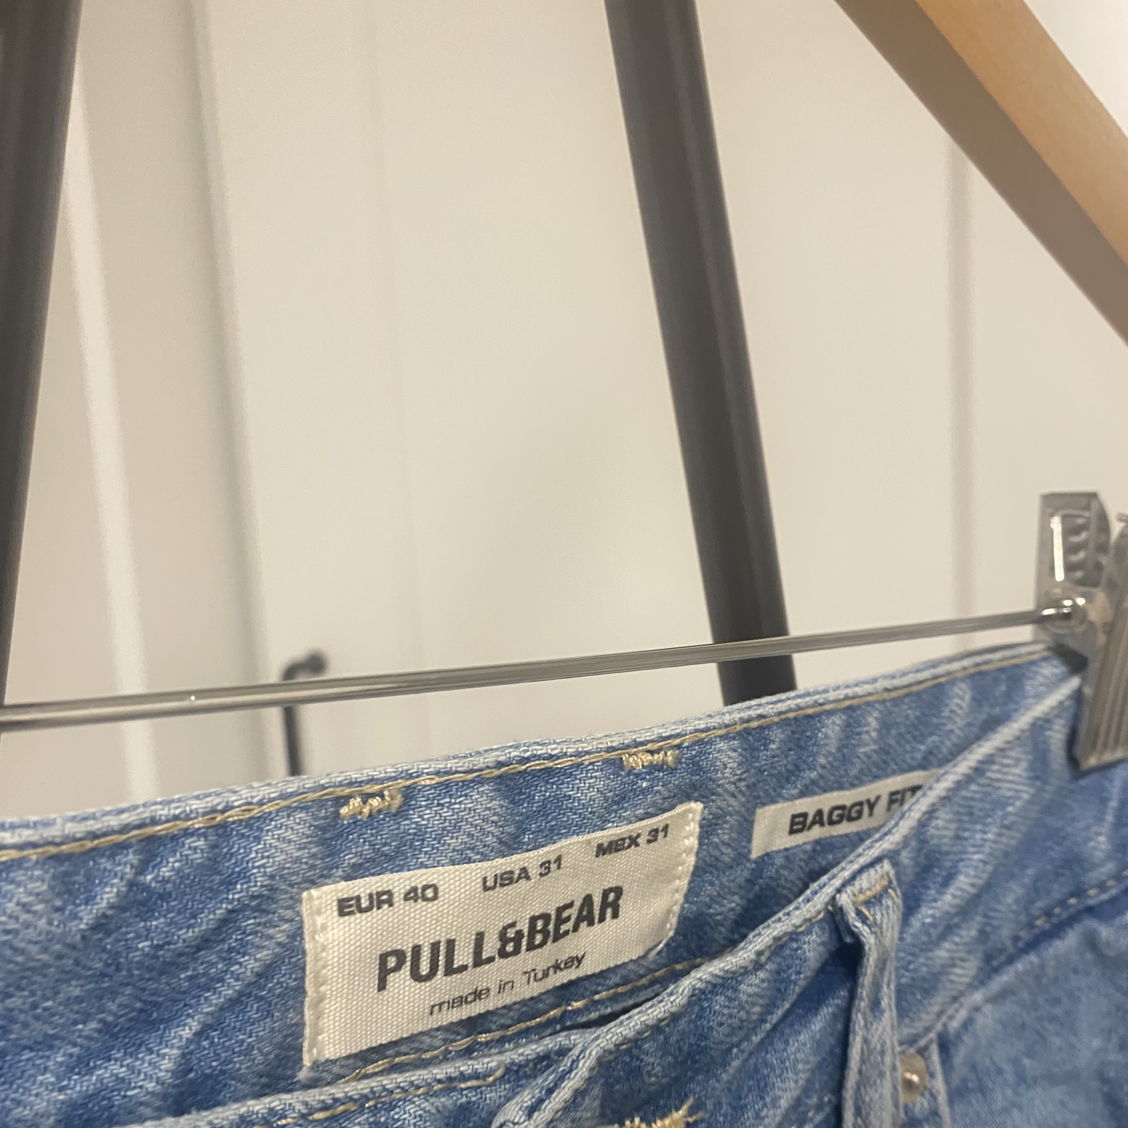 EUR 40 USA 31 MEX 31
PULL&BEAR
made in Turkey
BAGGY FIT